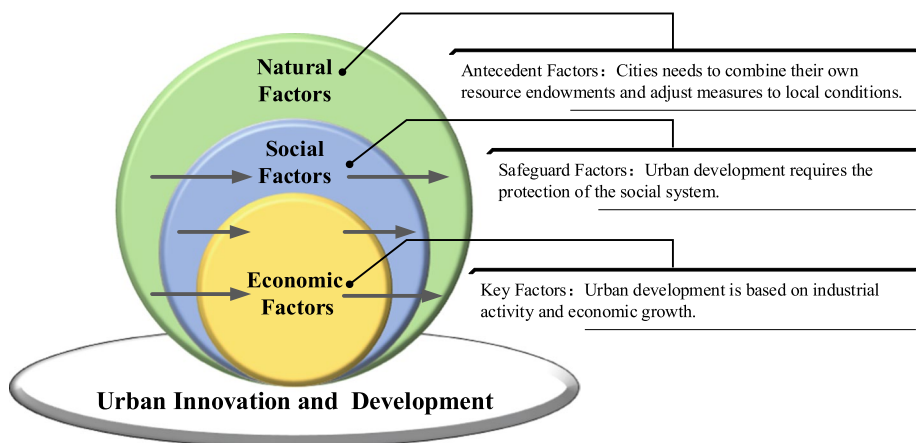 Natural
Factors
Antecedent Factors：Cities needs to combine their own
resource endowments and adjust measures to local conditions.
Social
Factors
Safeguard Factors：Urban development requires the
protection of the social system.
Economic
Factors
Key Factors：Urban development is based on industrial
activity and economic growth.
Urban Innovation and Development